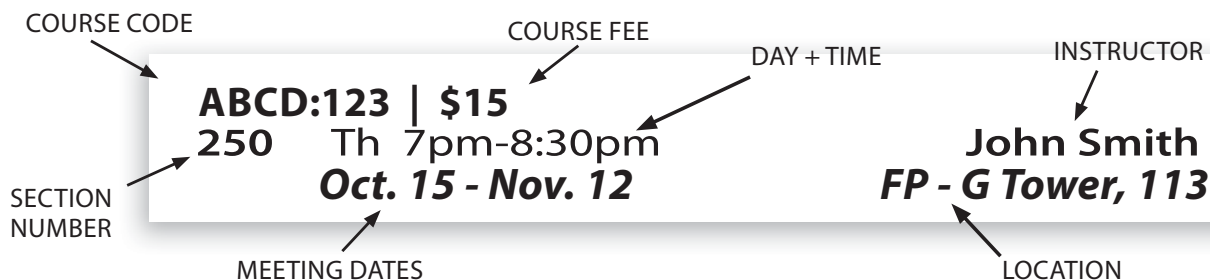 COURSE CODE
COURSE FEE
DAY + TIME
INSTRUCTOR
ABCD:123 | $15
250 Th 7pm-8:30pm
John Smith
Oct. 15 - Nov. 12
FP - G Tower, 113
SECTION
NUMBER
MEETING DATES
LOCATION